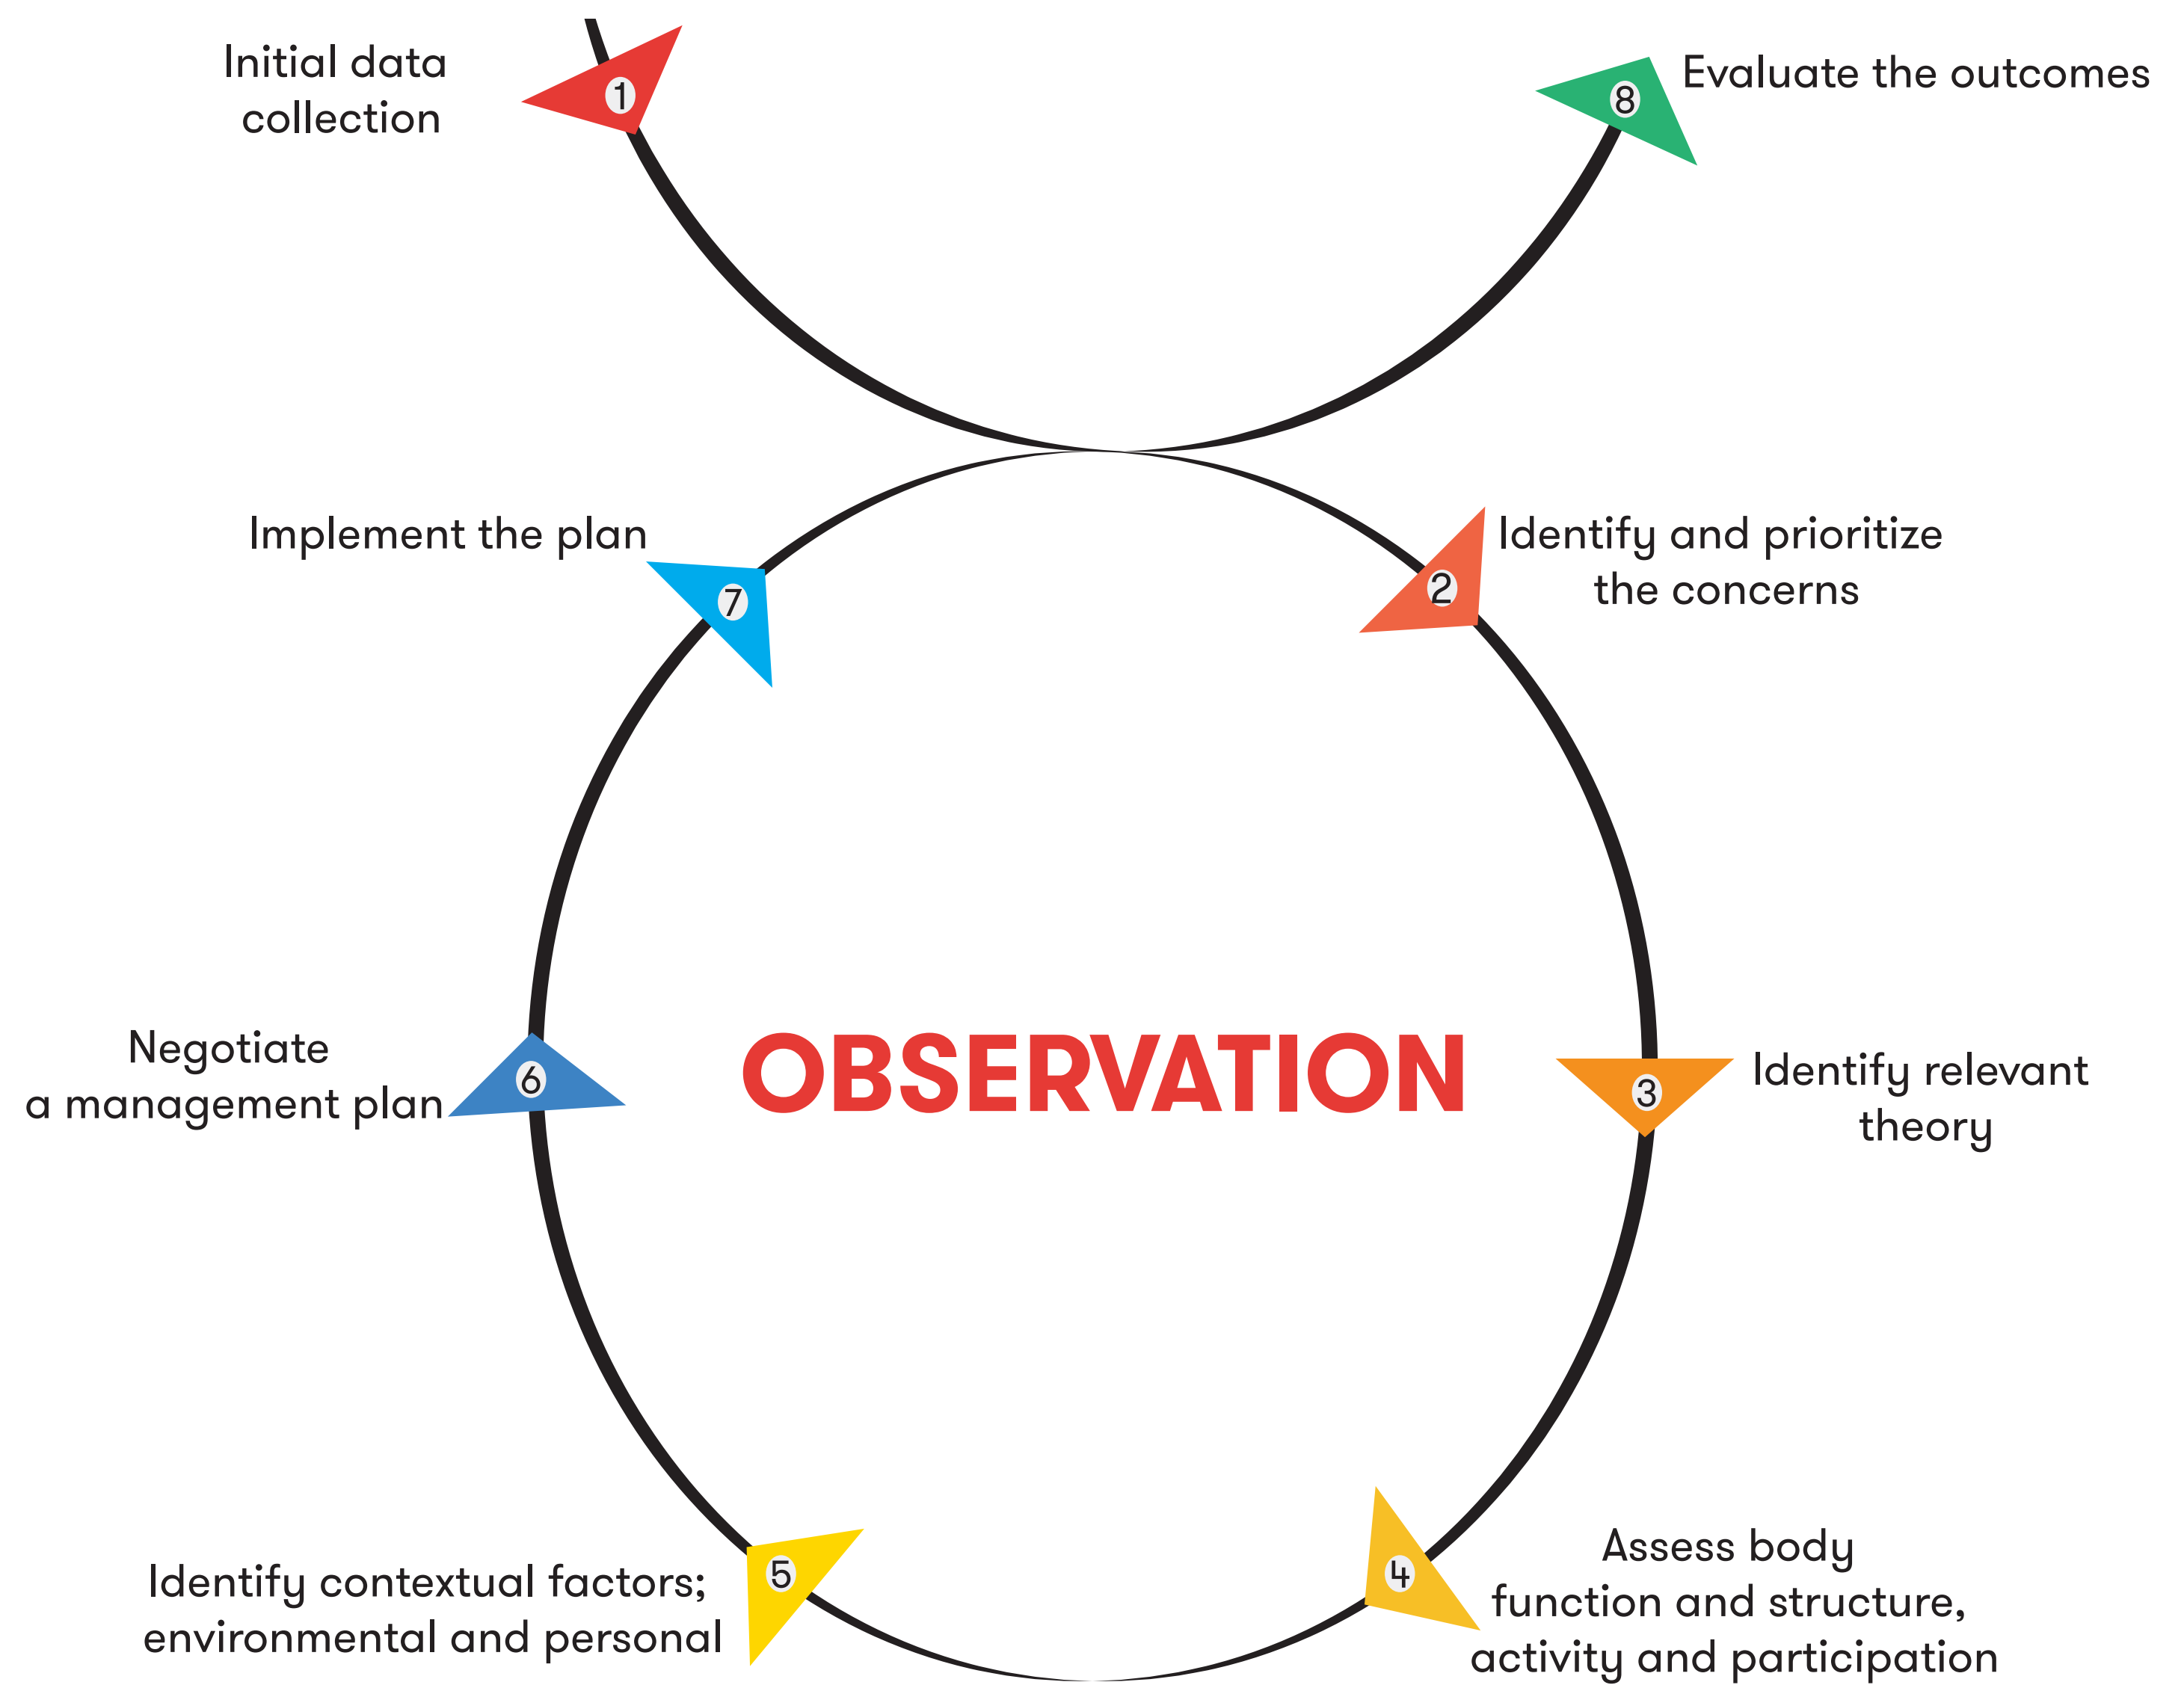 Initial data
collection
1
8
Evaluate the outcomes
Implement the plan
7
2
Identify and prioritize
the concerns
Negotiate
a management plan
6
OBSERVATION
3
Identify relevant
theory
Identify contextual factors;
environmental and personal
5
4
Assess body
function and structure,
activity and participation